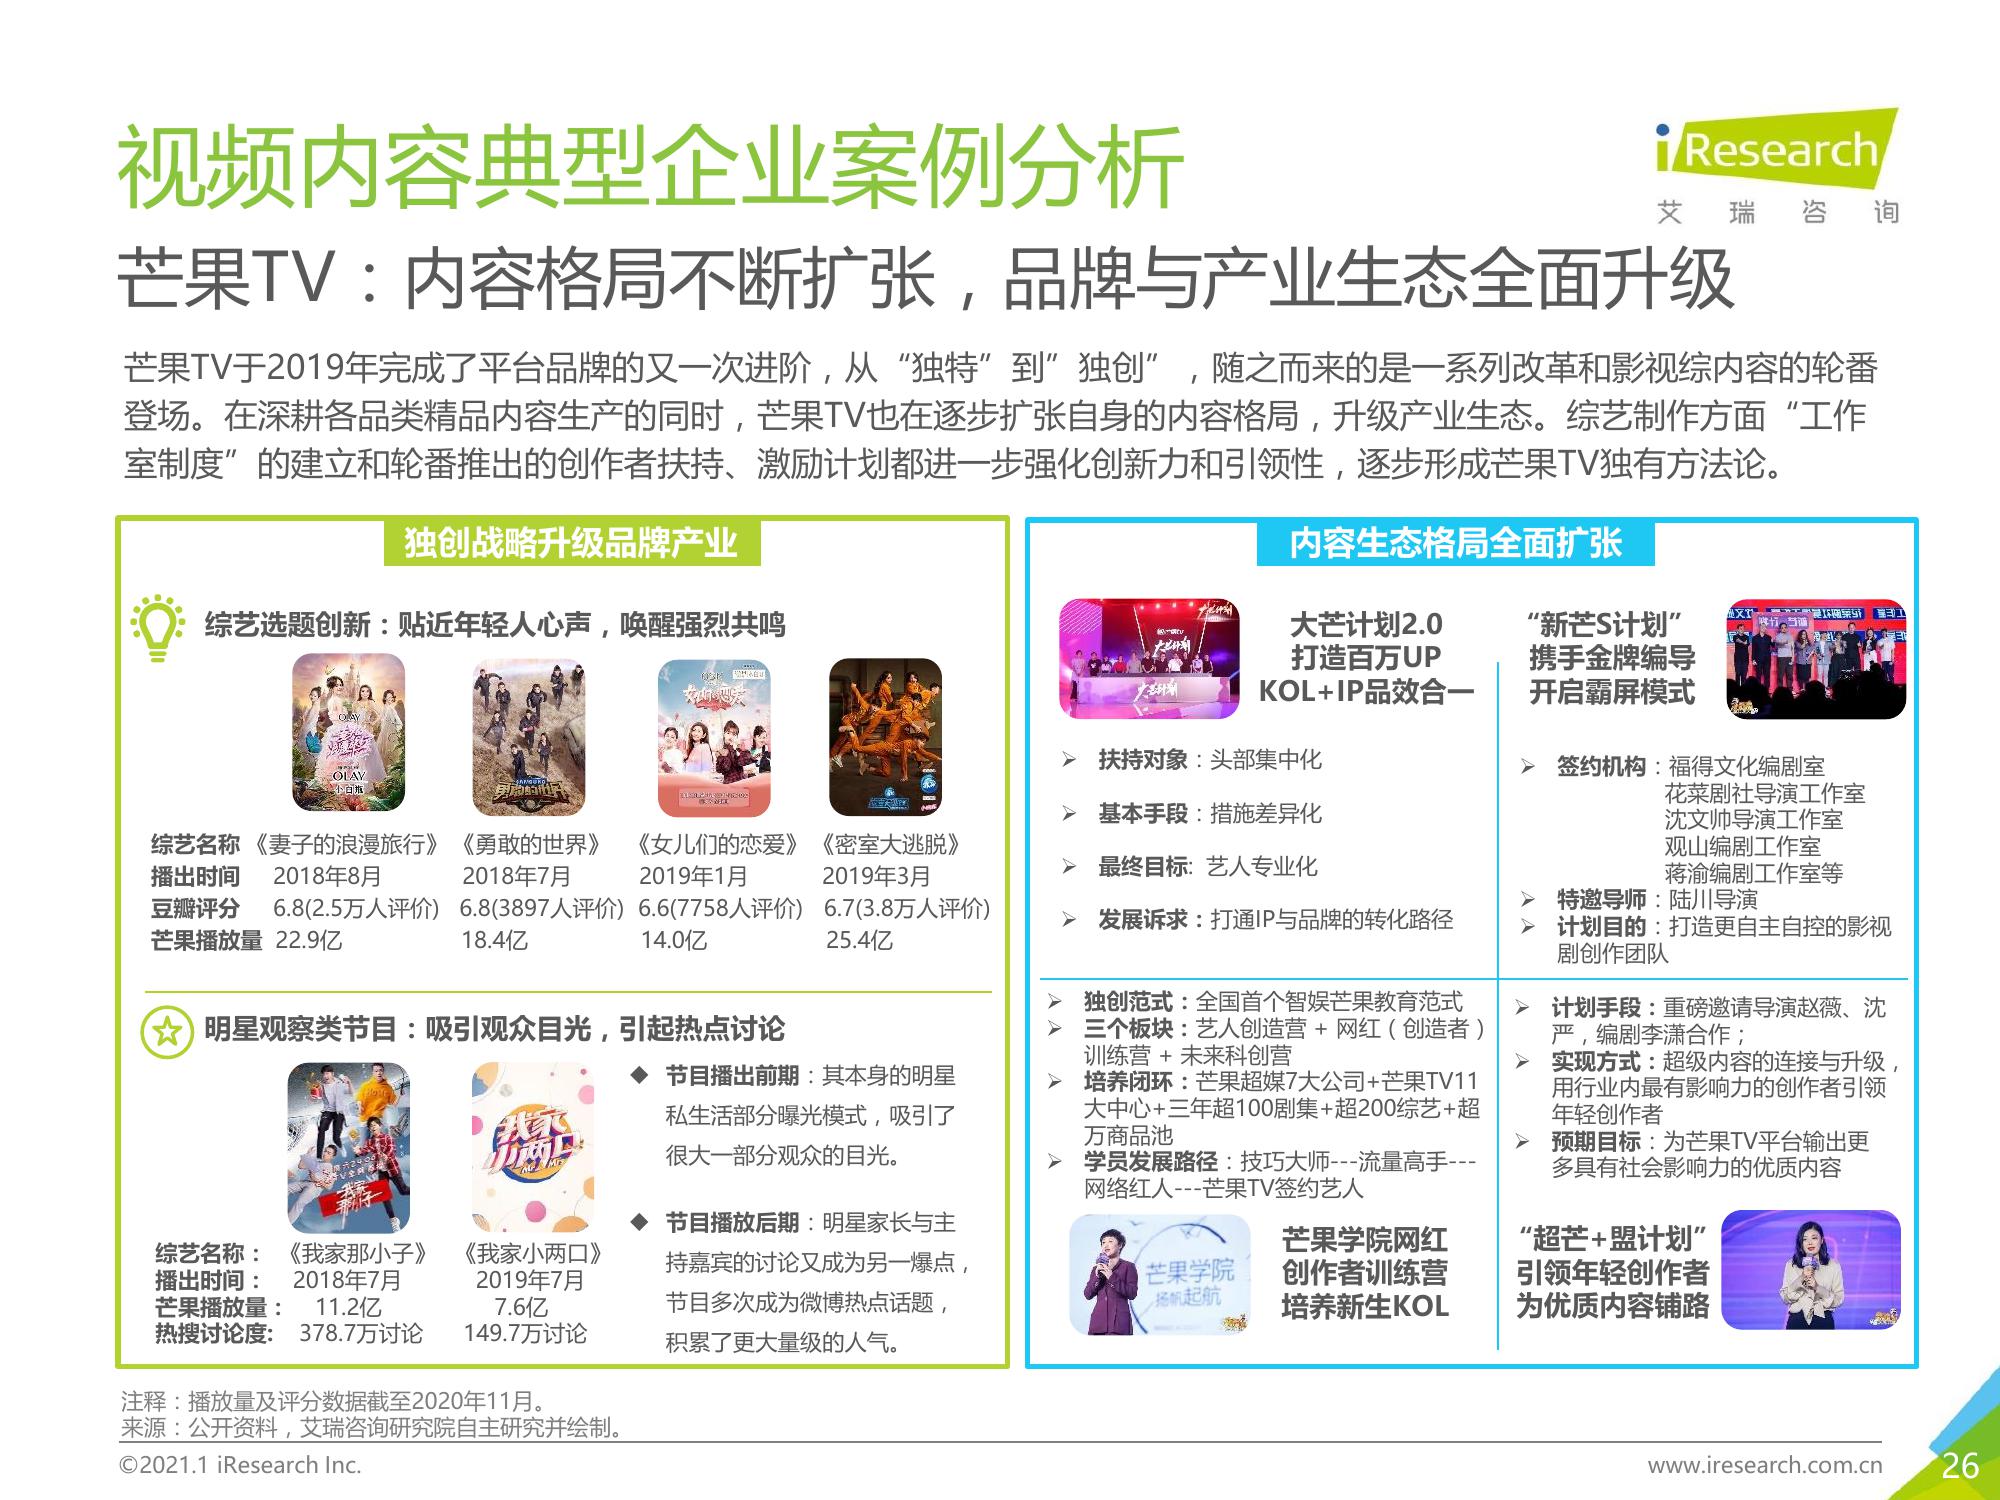 视频内容典型企业案例分析
iResearch
艾瑞咨询
芒果TV：内容格局不断扩张，品牌与产业生态全面升级
芒果TV于2019年完成了平台品牌的又一次进阶，从“独特”到”独创”，随之而来的是一系列改革和影视综内容的轮番
登场。在深耕各品类精品内容生产的同时，芒果TV也在逐步扩张自身的内容格局，升级产业生态。综艺制作方面“工作
室制度”的建立和轮番推出的创作者扶持、激励计划都进一步强化创新力和引领性，逐步形成芒果TV独有方法论。
独创战略升级品牌产业
综艺选题创新：贴近年轻人心声，唤醒强烈共鸣
OLAY
OLAY
小白瓶
综艺名称 《妻子的浪漫旅行》 《勇敢的世界》 《女儿们的恋爱》 《密室大逃脱》
播出时间 2018年8月 2018年7月 2019年1月 2019年3月
豆瓣评分 6.8(2.5万人评价) 6.8(3897人评价) 6.6(7758人评价) 6.7(3.8万人评价)
芒果播放量 22.9亿 18.4亿 14.0亿 25.4亿
明星观察类节目：吸引观众目光，引起热点讨论
我家
那小子
我家
小两口
综艺名称： 《我家那小子》 《我家小两口》
播出时间： 2018年7月 2019年7月
芒果播放量： 11.2亿 7.6亿
热搜讨论度: 378.7万讨论 149.7万讨论
◆ 节目播出前期：其本身的明星
私生活部分曝光模式，吸引了
很大一部分观众的目光。
◆ 节目播放后期：明星家长与主
持嘉宾的讨论又成为另一爆点，
节目多次成为微博热点话题，
积累了更大量级的人气。
内容生态格局全面扩张
大芒计划
大芒计划
大芒计划2.0
打造百万UP
KOL+IP品效合一
➢ 扶持对象：头部集中化
➢ 基本手段：措施差异化
➢ 最终目标: 艺人专业化
➢ 发展诉求：打通IP与品牌的转化路径
“新芒S计划”
携手金牌编导
开启霸屏模式
➢ 签约机构：福得文化编剧室
花菜剧社导演工作室
沈文帅导演工作室
观山编剧工作室
蒋渝编剧工作室等
➢ 特邀导师：陆川导演
➢ 计划目的：打造更自主自控的影视
剧创作团队
➢ 独创范式：全国首个智娱芒果教育范式
➢ 三个板块：艺人创造营 + 网红（创造者）
训练营 + 未来科创营
➢ 培养闭环：芒果超媒7大公司+芒果TV11
大中心+三年超100剧集+超200综艺+超
万商品池
➢ 学员发展路径：技巧大师---流量高手---
网络红人---芒果TV签约艺人
芒果学院
扬帆起航
芒果学院网红
创作者训练营
培养新生KOL
➢ 计划手段：重磅邀请导演赵薇、沈
严，编剧李潇合作；
➢ 实现方式：超级内容的连接与升级，
用行业内最有影响力的创作者引领
年轻创作者
➢ 预期目标：为芒果TV平台输出更
多具有社会影响力的优质内容
“超芒+盟计划”
引领年轻创作者
为优质内容铺路
注释：播放量及评分数据截至2020年11月。
来源：公开资料，艾瑞咨询研究院自主研究并绘制。
©2021.1 iResearch Inc.
www.iresearch.com.cn
26